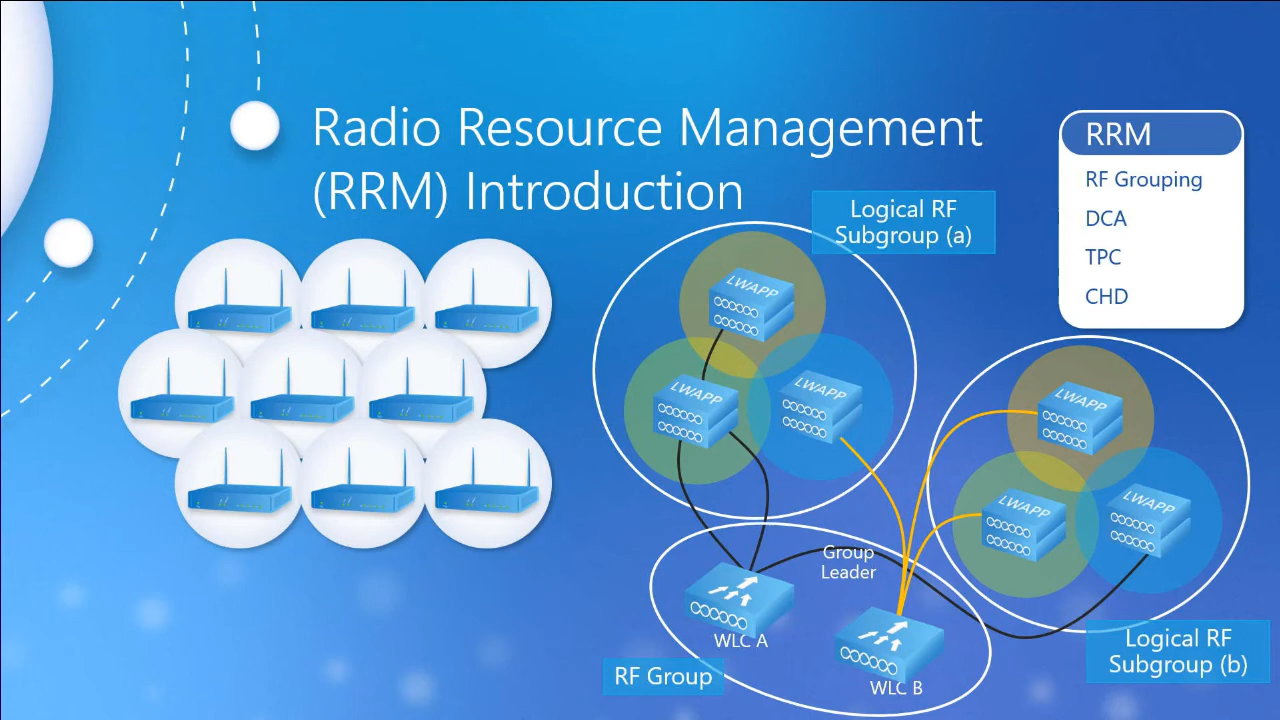 Radio Resource Management
(RRM) Introduction
RRM
RF Grouping
DCA
TPC
CHD
Logical RF
Subgroup (a)
LWAPP
LWAPP
LWAPP
LWAPP
LWAPP
LWAPP
Group
Leader
WLC A
WLC B
RF Group
Logical RF
Subgroup (b)